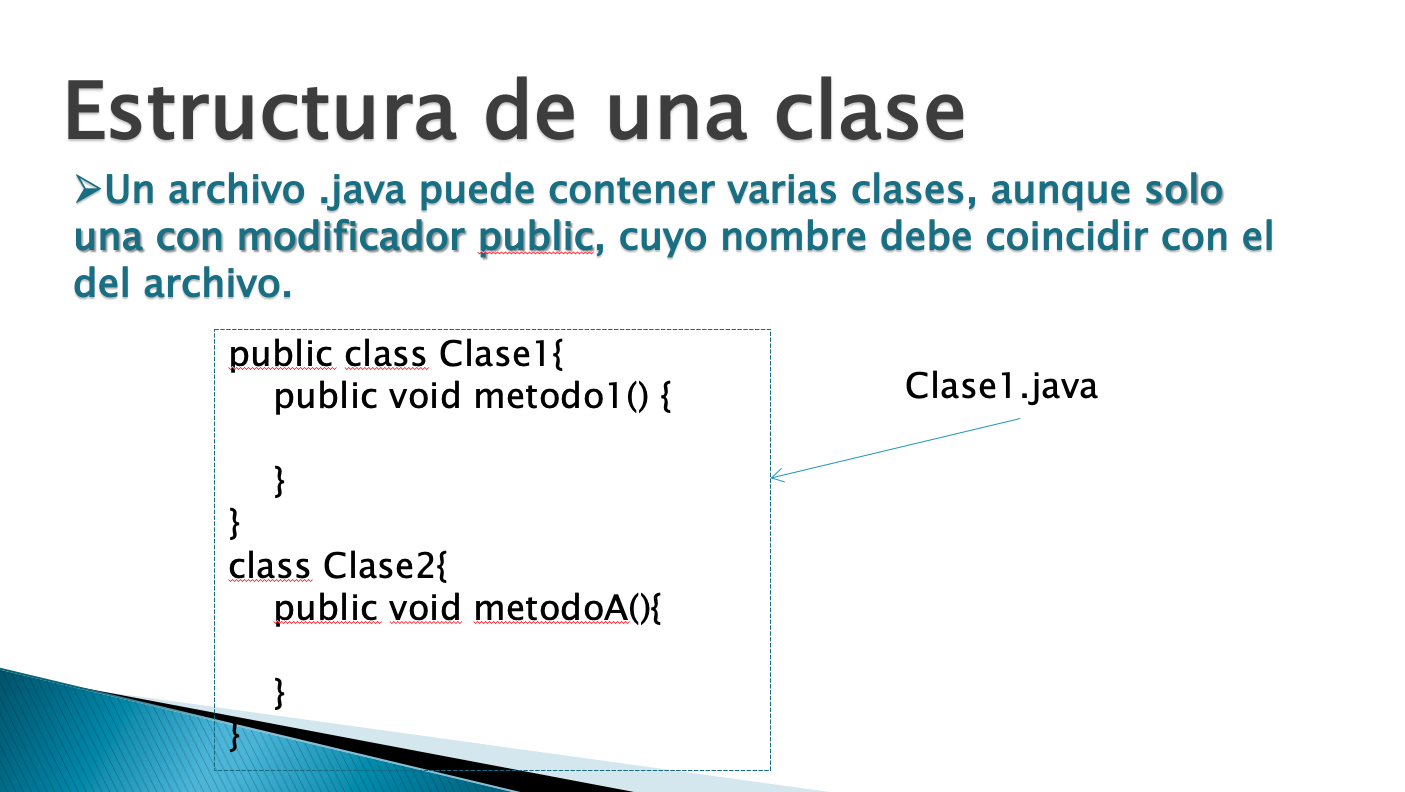 Estructura de una clase
➢Un archivo .java puede contener varias clases, aunque solo
una con modificador public, cuyo nombre debe coincidir con el
del archivo.
public class Clase1{
public void metodo1() {
}
}
class Clase2{
public void metodoA(){
}
}
Clase1.java